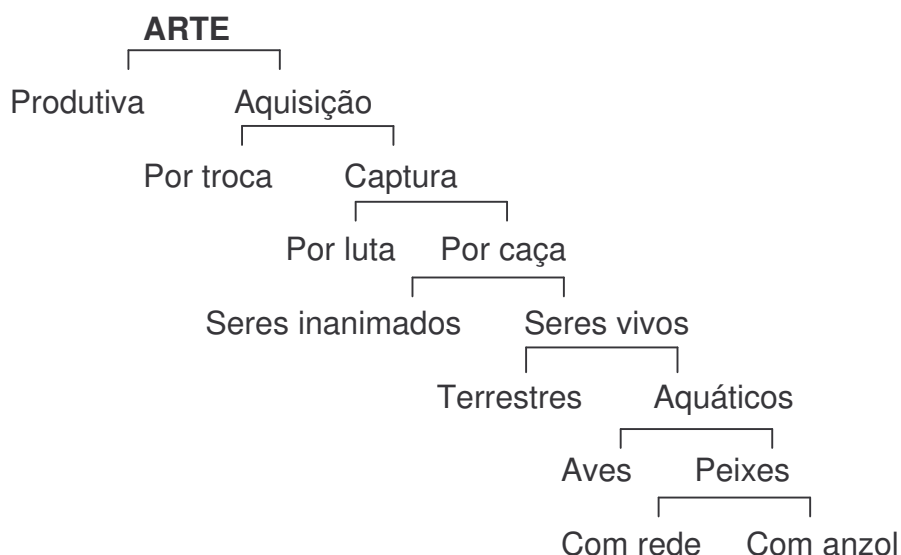 ARTE
Produtiva Aquisição
Por troca Captura
Por luta Por caça
Seres inanimados Seres vivos
Terrestres Aquáticos
Aves Peixes
Com rede Com anzol